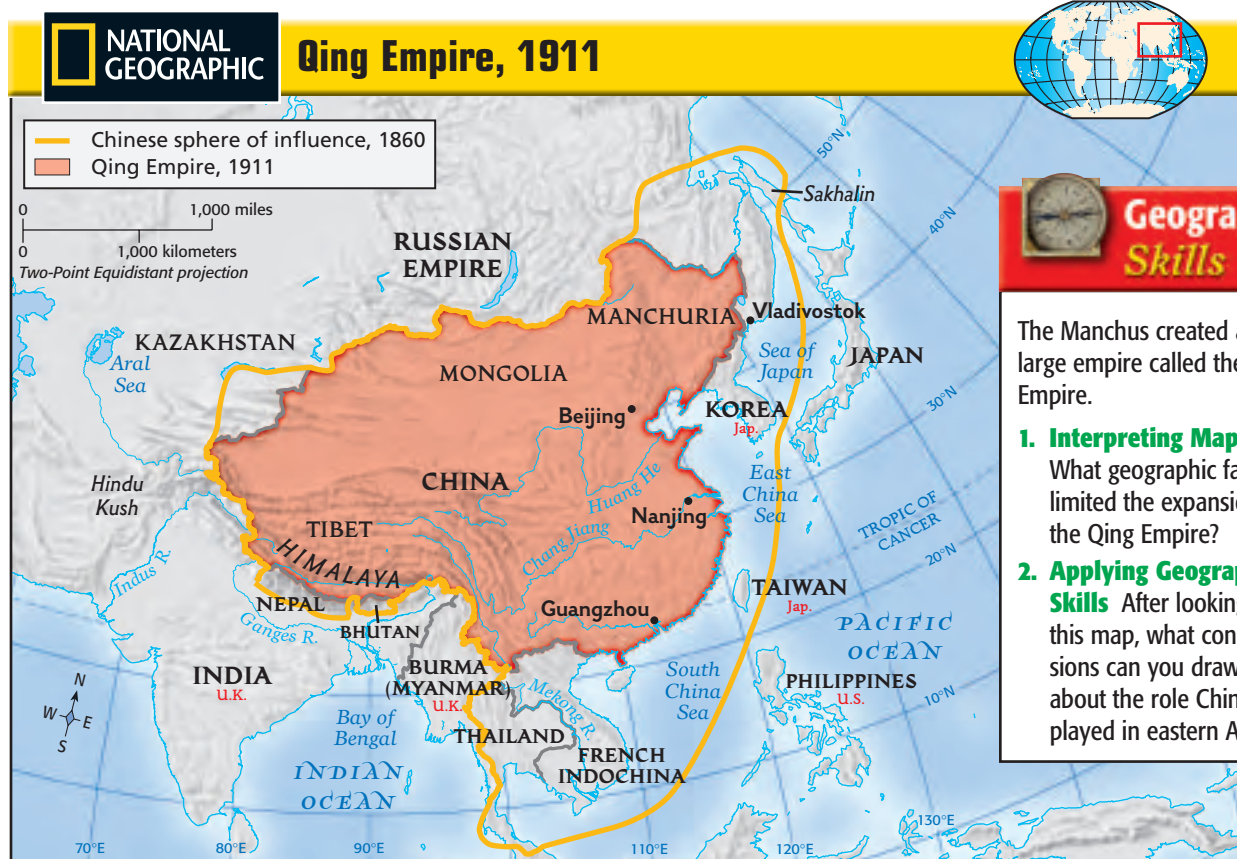 NATIONAL
GEOGRAPHIC
Qing Empire, 1911
Chinese sphere of influence, 1860
Qing Empire, 1911
0 1,000 miles
0 1,000 kilometers
Two-Point Equidistant projection
50°N
Sakhalin
40°N
RUSSIAN
EMPIRE
MANCHURIA
Vladivostok
KAZAKHSTAN
Aral
Sea
MONGOLIA
Sea of
Japan
JAPAN
30°N
Beijing
KOREA
Jap.
Hindu
Kush
CHINA
Huang He
East
China
Sea
Nanjing
TIBET
Chang Jiang
TROPIC OF
CANCER
20°N
HIMALAYA
Indus R.
NEPAL
Ganges R.
BHUTAN
Guangzhou
TAIWAN
Jap.
PACIFIC
OCEAN
INDIA
U.K.
BURMA
(MYANMAR)
U.K.
Mekong R.
South
China
Sea
PHILIPPINES
U.S.
10°N
N
W E
S
Bay of
Bengal
THAILAND
FRENCH
INDOCHINA
INDIAN
OCEAN
70°E 80°E 90°E 110°E 120°E 130°E
Geogra
Skills
The Manchus created a
large empire called the
Empire.
1. Interpreting Map
What geographic fa
limited the expansio
the Qing Empire?
2. Applying Geograp
Skills After looking
this map, what con
sions can you draw
about the role Chin
played in eastern A